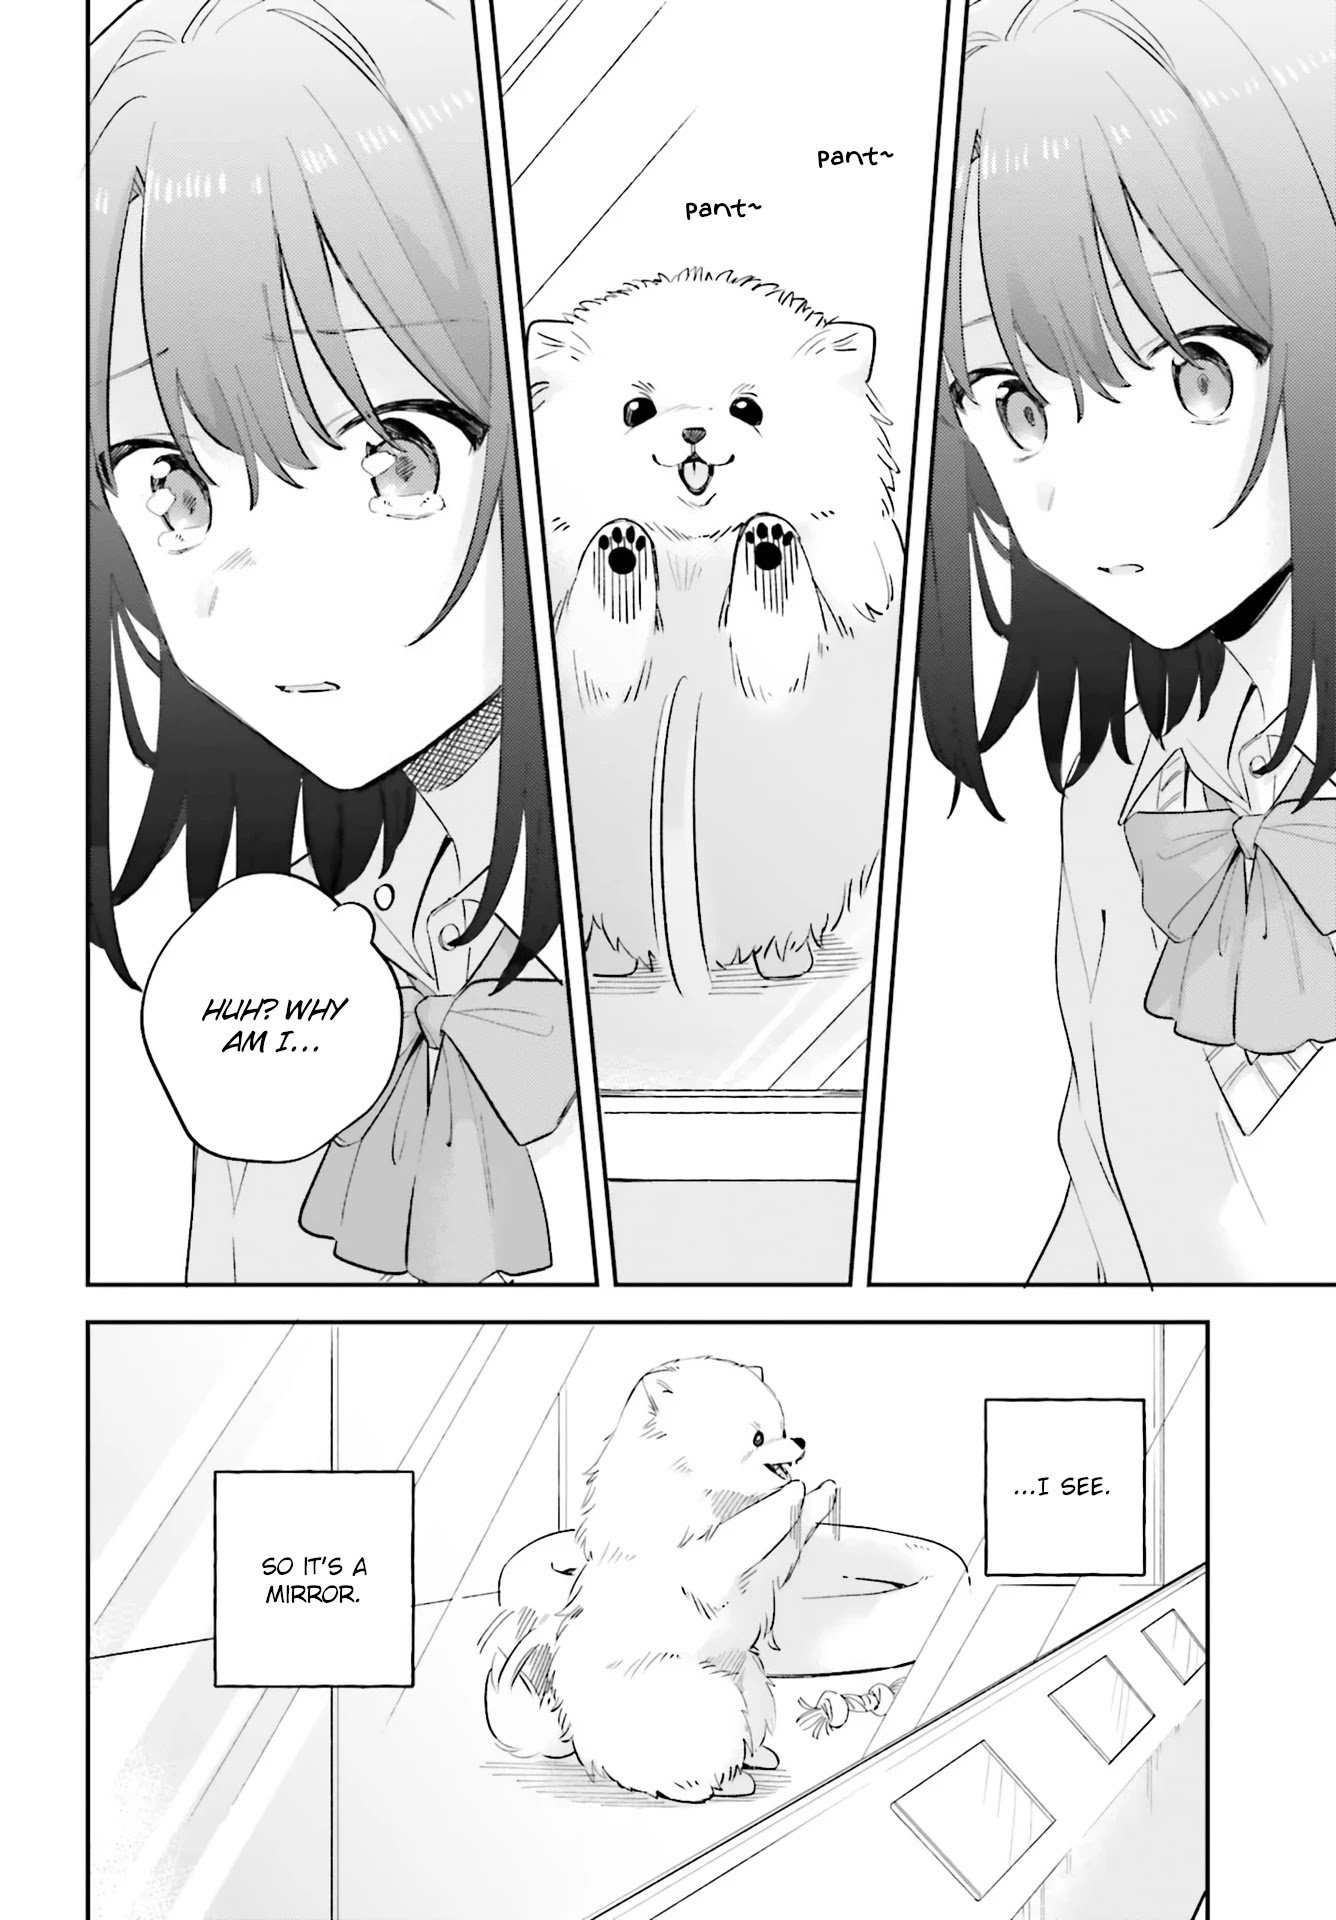 pant~
pant~
HUH? WHY
AM I...
...I SEE.
SO IT'S A
MIRROR.